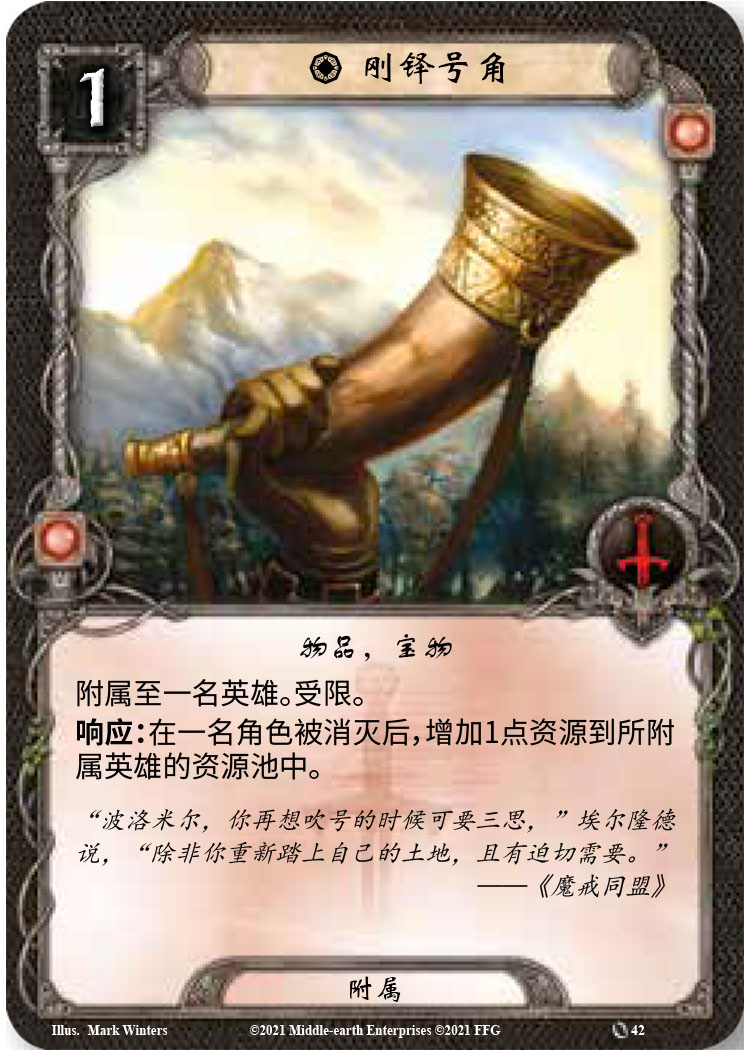 1
刚铎号角
物品，宝物
附属至一名英雄。受限。
响应：在一名角色被消灭后，增加1点资源到所附
属英雄的资源池中。
“波洛米尔，你再想吹号的时候可要三思，”埃尔隆德
说，“除非你重新踏上自己的土地，且有迫切需要。”
——《魔戒同盟》
附属
Illus. Mark Winters ©2021 Middle-earth Enterprises ©2021 FFG 42